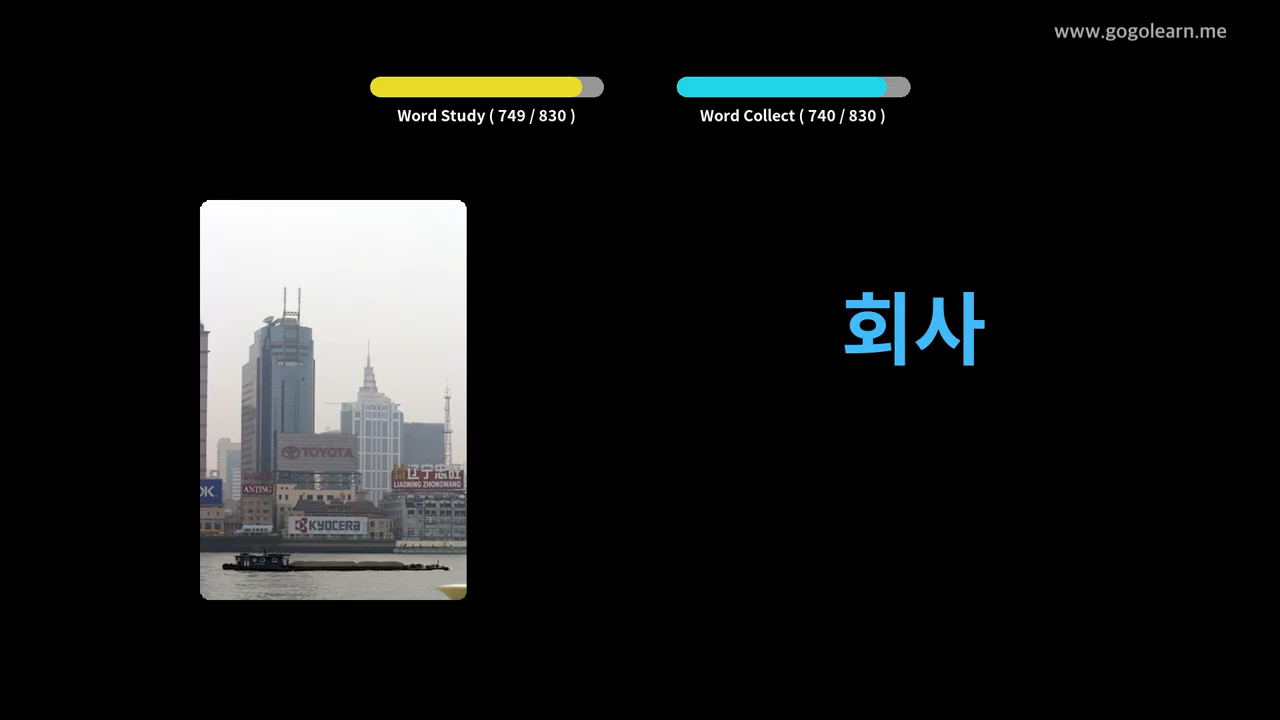 www.gogolearn.me
Word Study ( 749 / 830 )
Word Collect ( 740 / 830 )
회사
TOYOTA
辽宁忠旺
LIAONING ZHONGWANG
ANTING
KYOCERA